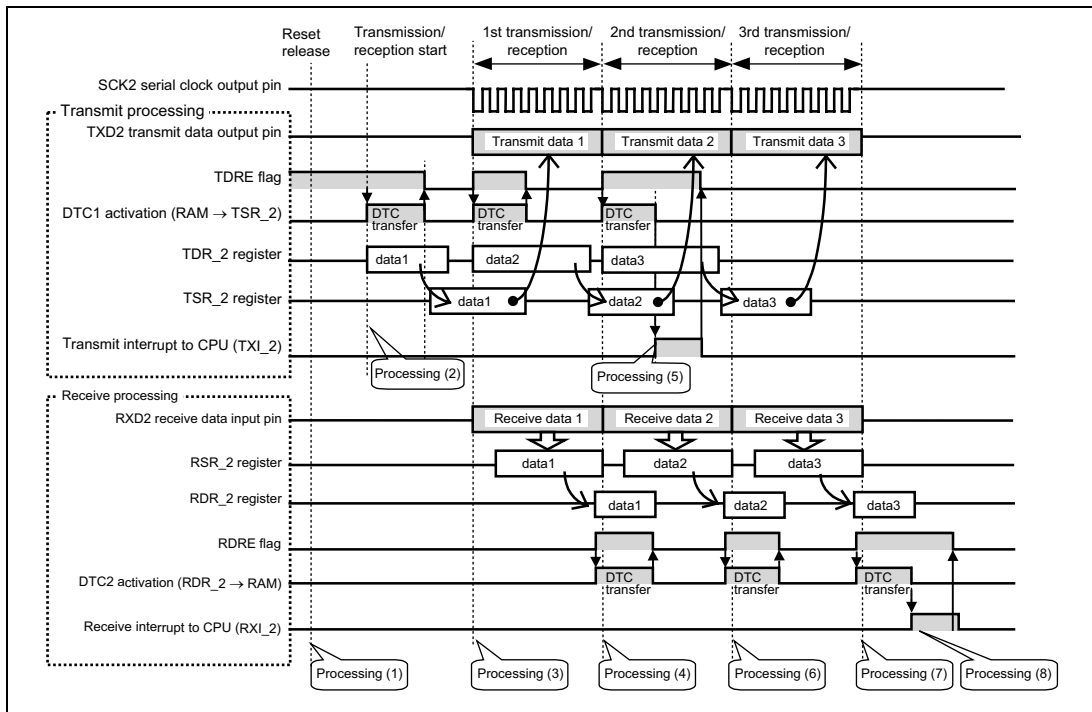 Reset
release
Transmission/
reception start
1st transmission/
reception
2nd transmission/
reception
3rd transmission/
reception
SCK2 serial clock output pin
Transmit processing
TXD2 transmit data output pin
Transmit data 1
Transmit data 2
Transmit data 3
TDRE flag
DTC1 activation (RAM → TSR_2)
DTC
transfer
DTC
transfer
DTC
transfer
TDR_2 register
data1
data2
data3
TSR_2 register
data1
data2
data3
Transmit interrupt to CPU (TXI_2)
Processing (2)
Processing (5)
Receive processing
RXD2 receive data input pin
Receive data 1
Receive data 2
Receive data 3
RSR_2 register
data1
data2
data3
RDR_2 register
data1
data2
data3
RDRE flag
DTC2 activation (RDR_2 → RAM)
DTC
transfer
DTC
transfer
DTC
transfer
Receive interrupt to CPU (RXI_2)
Processing (1)
Processing (3)
Processing (4)
Processing (6)
Processing (7)
Processing (8)